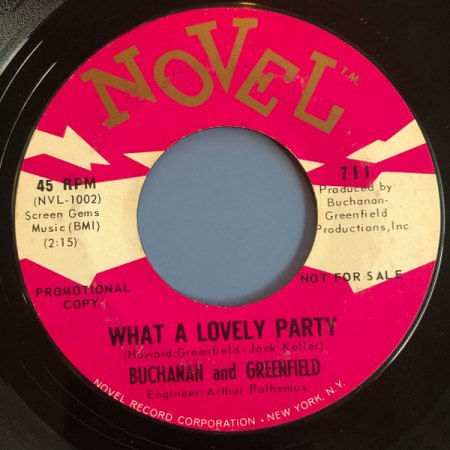 NOVEL T.M.
45 RPM
(NVL-1002)
Screen Gems
Music (BMI)
(2:15)
711
Produced by
Buchanan-
Greenfield
Productions, Inc
PROMOTIONAL
COPY
NOT FOR SALE
WHAT A LOVELY PARTY
(Howard Greenfield-Jack Keller)
BUCHANAN and GREENFIELD
Engineer: Arthur Polhemus
NOVEL RECORD CORPORATION • NEW YORK, N.Y.